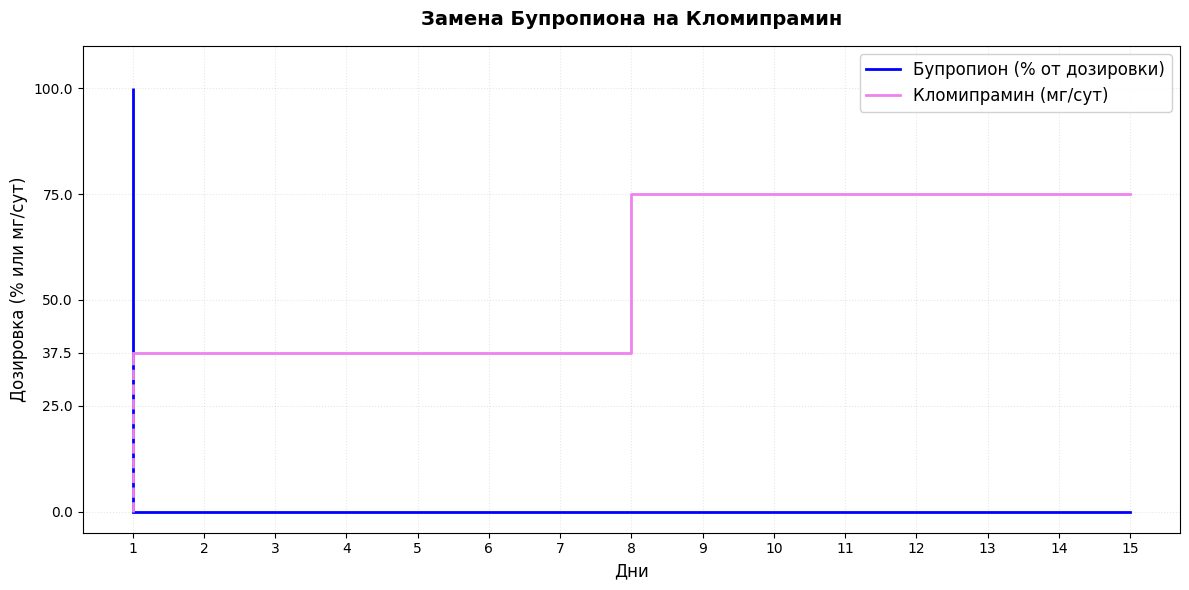 Замена Бупропиона на Кломипрамин
Бупропион (% от дозировки)
Кломипрамин (мг/сут)
Дозировка (% или мг/сут)
100.0
75.0
50.0
37.5
25.0
0.0
1 2 3 4 5 6 7 8 9 10 11 12 13 14 15
Дни